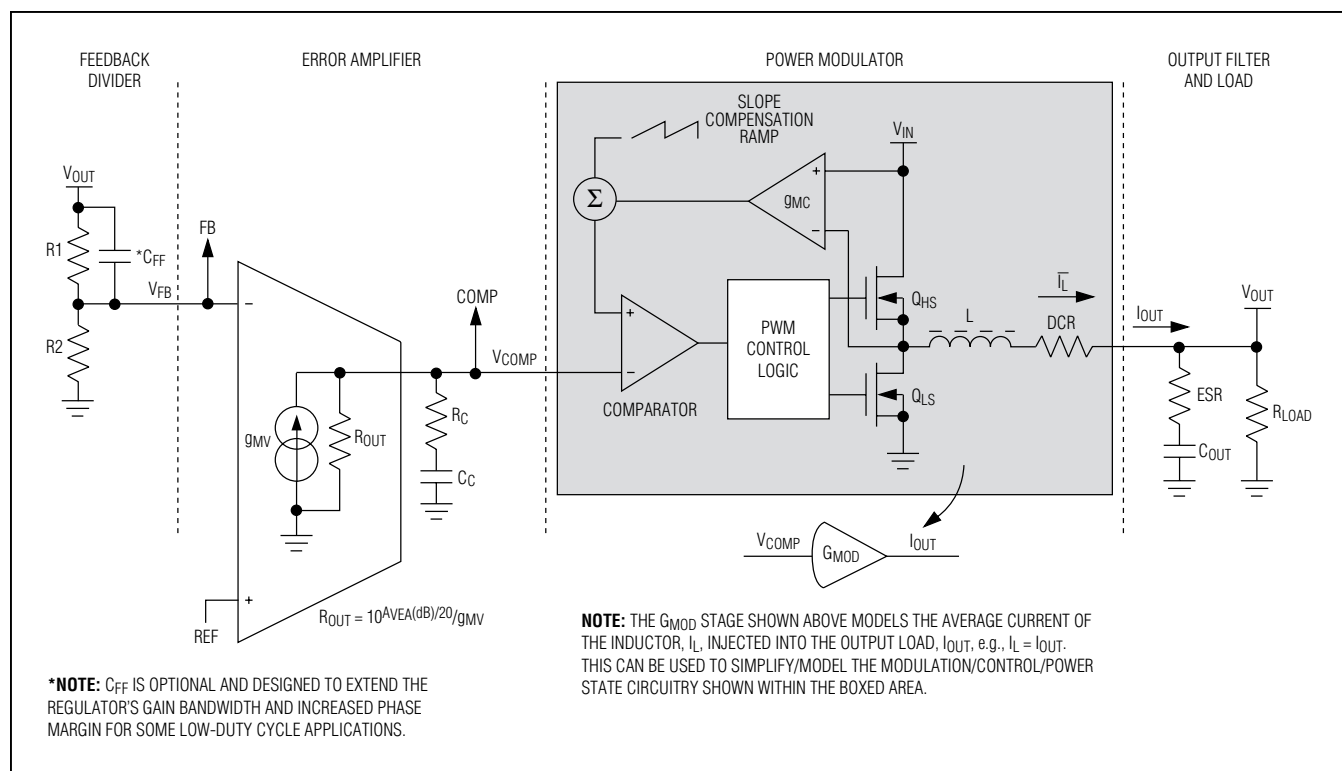 FEEDBACK
DIVIDER
ERROR AMPLIFIER
POWER MODULATOR
OUTPUT FILTER
AND LOAD
SLOPE
COMPENSATION
RAMP
VIN
VOUT
FB
R1
*CFF
VFB
R2
COMP
VCOMP
gMV
ROUT
RC
CC
REF
ROUT = 10^AVEA(dB)/20/gMV
Σ
gMC
+
−
+
−
−
+
COMPARATOR
PWM
CONTROL
LOGIC
QHS
QLS
L
IL
DCR
IOUT
VOUT
ESR
COUT
RLOAD
VCOMP
GMOD
IOUT
*NOTE: CFF IS OPTIONAL AND DESIGNED TO EXTEND THE
REGULATOR'S GAIN BANDWIDTH AND INCREASED PHASE
MARGIN FOR SOME LOW-DUTY CYCLE APPLICATIONS.
NOTE: THE GMOD STAGE SHOWN ABOVE MODELS THE AVERAGE CURRENT OF
THE INDUCTOR, IL, INJECTED INTO THE OUTPUT LOAD, IOUT, e.g., IL = IOUT.
THIS CAN BE USED TO SIMPLIFY/MODEL THE MODULATION/CONTROL/POWER
STATE CIRCUITRY SHOWN WITHIN THE BOXED AREA.